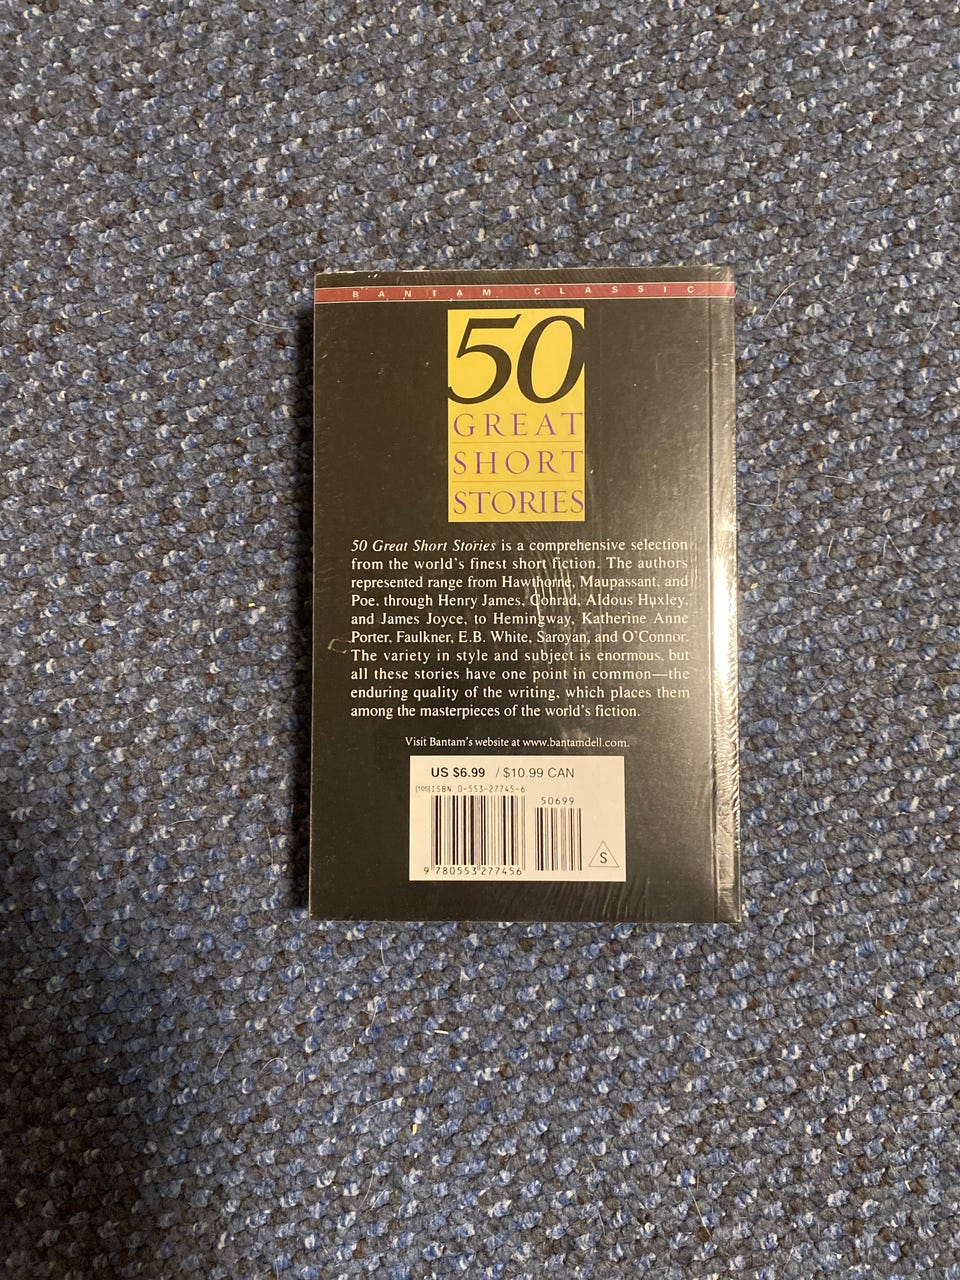 BANTAM CLASSIC
50
GREAT
SHORT
STORIES
50 Great Short Stories is a comprehensive selection
from the world's finest short fiction. The authors
represented range from Hawthorne, Maupassant, and
Poe, through Henry James, Conrad, Aldous Huxley,
and James Joyce, to Hemingway, Katherine Anne
Porter, Faulkner, E.B. White, Saroyan, and O'Connor.
The variety in style and subject is enormous, but
all these stories have one point in common—the
enduring quality of the writing, which places them
among the masterpieces of the world's fiction.
Visit Bantam's website at www.bantamdell.com.
US $6.99 / $10.99 CAN
[105] ISBN 0-553-27745-6
50699
S
9 780553 277456